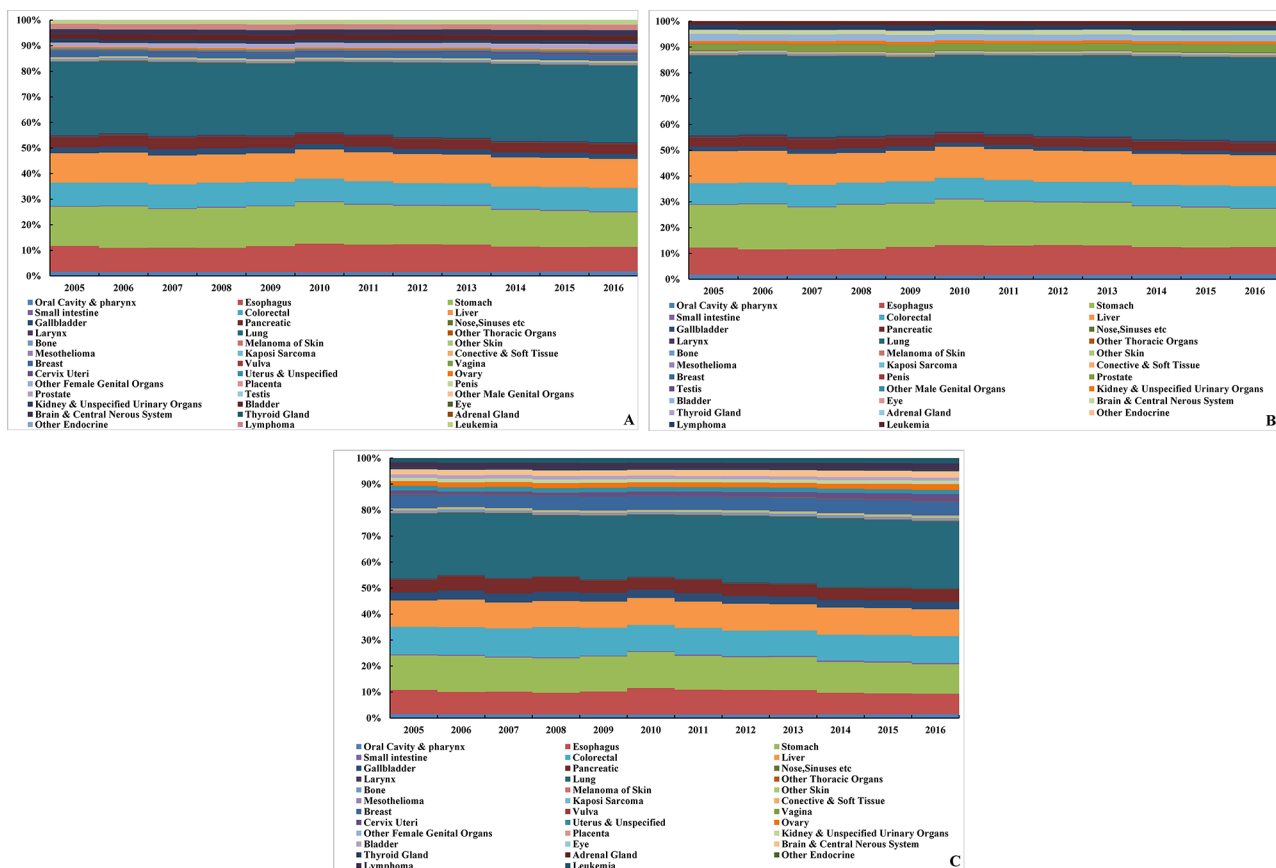 100%
90%
80%
70%
60%
50%
40%
30%
20%
10%
0%
2005 2006 2007 2008 2009 2010 2011 2012 2013 2014 2015 2016
Oral Cavity & pharynx Esophagus Stomach
Small intestine Colorectal Liver
Gallbladder Pancreatic Nose,Sinuses etc
Larynx Lung Other Thoracic Organs
Bone Melanoma of Skin Other Skin
Mesothelioma Kaposi Sarcoma Conective & Soft Tissue
Breast Vulva Vagina
Cervix Uteri Uterus & Unspecified Ovary
Other Female Genital Organs Placenta Penis
Prostate Testis Other Male Genital Organs
Kidney & Unspecified Urinary Organs Bladder Eye
Brain & Central Nerous System Thyroid Gland Adrenal Gland
Other Endocrine Lymphoma Leukemia
A
100%
90%
80%
70%
60%
50%
40%
30%
20%
10%
0%
2005 2006 2007 2008 2009 2010 2011 2012 2013 2014 2015 2016
Oral Cavity & pharynx Esophagus Stomach
Small intestine Colorectal Liver
Gallbladder Pancreatic Nose,Sinuses etc
Larynx Lung Other Thoracic Organs
Bone Melanoma of Skin Other Skin
Mesothelioma Kaposi Sarcoma Conective & Soft Tissue
Breast Penis Prostate
Testis Other Male Genital Organs Kidney & Unspecified Urinary Organs
Bladder Eye Brain & Central Nerous System
Thyroid Gland Adrenal Gland Other Endocrine
Lymphoma Leukemia
B
100%
90%
80%
70%
60%
50%
40%
30%
20%
10%
0%
2005 2006 2007 2008 2009 2010 2011 2012 2013 2014 2015 2016
Oral Cavity & pharynx Esophagus Stomach
Small intestine Colorectal Liver
Gallbladder Pancreatic Nose,Sinuses etc
Larynx Lung Other Thoracic Organs
Bone Melanoma of Skin Other Skin
Mesothelioma Kaposi Sarcoma Conective & Soft Tissue
Breast Vulva Vagina
Cervix Uteri Uterus & Unspecified Ovary
Other Female Genital Organs Placenta Kidney & Unspecified Urinary Organs
Bladder Eye Brain & Central Nerous System
Thyroid Gland Adrenal Gland Other Endocrine
Lymphoma Leukemia
C